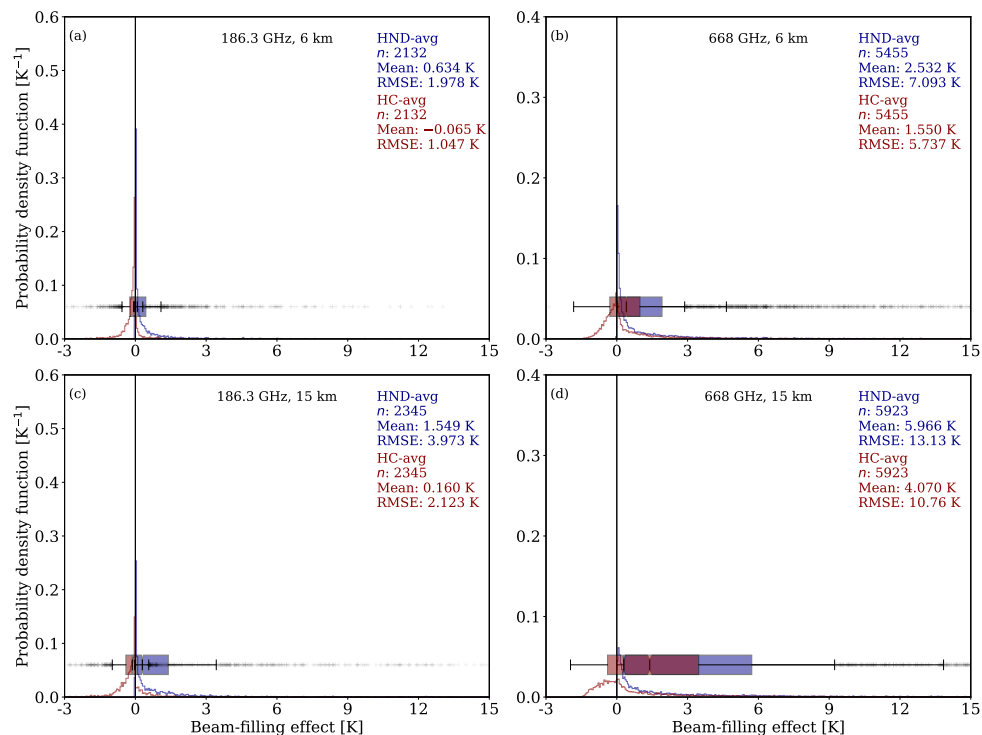 (a)
186.3 GHz, 6 km
HND-avg
n: 2132
Mean: 0.634 K
RMSE: 1.978 K
HC-avg
n: 2132
Mean: −0.065 K
RMSE: 1.047 K
Probability density function [K⁻¹]
0.6
0.5
0.4
0.3
0.2
0.1
0.0
-3 0 3 6 9 12 15
(b)
668 GHz, 6 km
HND-avg
n: 5455
Mean: 2.532 K
RMSE: 7.093 K
HC-avg
n: 5455
Mean: 1.550 K
RMSE: 5.737 K
0.4
0.3
0.2
0.1
0.0
-3 0 3 6 9 12 15
(c)
186.3 GHz, 15 km
HND-avg
n: 2345
Mean: 1.549 K
RMSE: 3.973 K
HC-avg
n: 2345
Mean: 0.160 K
RMSE: 2.123 K
Probability density function [K⁻¹]
0.6
0.5
0.4
0.3
0.2
0.1
0.0
-3 0 3 6 9 12 15
Beam-filling effect [K]
(d)
668 GHz, 15 km
HND-avg
n: 5923
Mean: 5.966 K
RMSE: 13.13 K
HC-avg
n: 5923
Mean: 4.070 K
RMSE: 10.76 K
0.4
0.3
0.2
0.1
0.0
-3 0 3 6 9 12 15
Beam-filling effect [K]